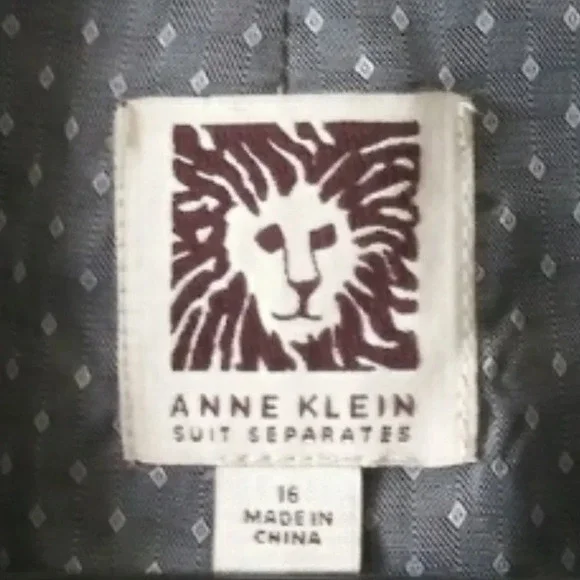 ANNE KLEIN
SUIT SEPARATES
16
MADE IN
CHINA